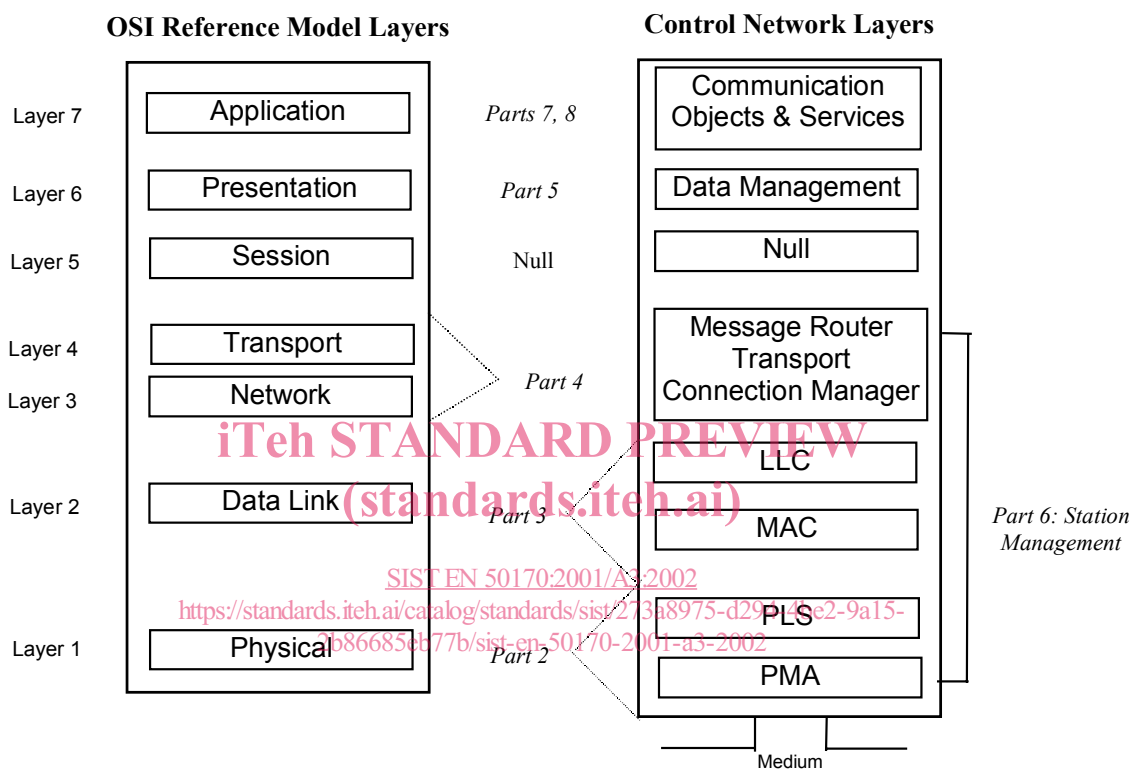 OSI Reference Model Layers
Control Network Layers
Layer 7
Application
Parts 7, 8
Communication
Objects & Services
Layer 6
Presentation
Part 5
Data Management
Layer 5
Session
Null
Null
Layer 4
Transport
Layer 3
Network
Part 4
Message Router
Transport
Connection Manager
iTeh STANDARD PREVIEW
(standards.iteh.ai)
LLC
Layer 2
Data Link
Part 3
MAC
Part 6: Station
Management
SIST EN 50170:2001/A3:2002
https://standards.iteh.ai/catalog/standards/sist/273a8975-d294-4be2-9a15-
2b86685eb77b/sist-en-50170-2001-a3-2002
PLS
Layer 1
Physical
Part 2
PMA
Medium